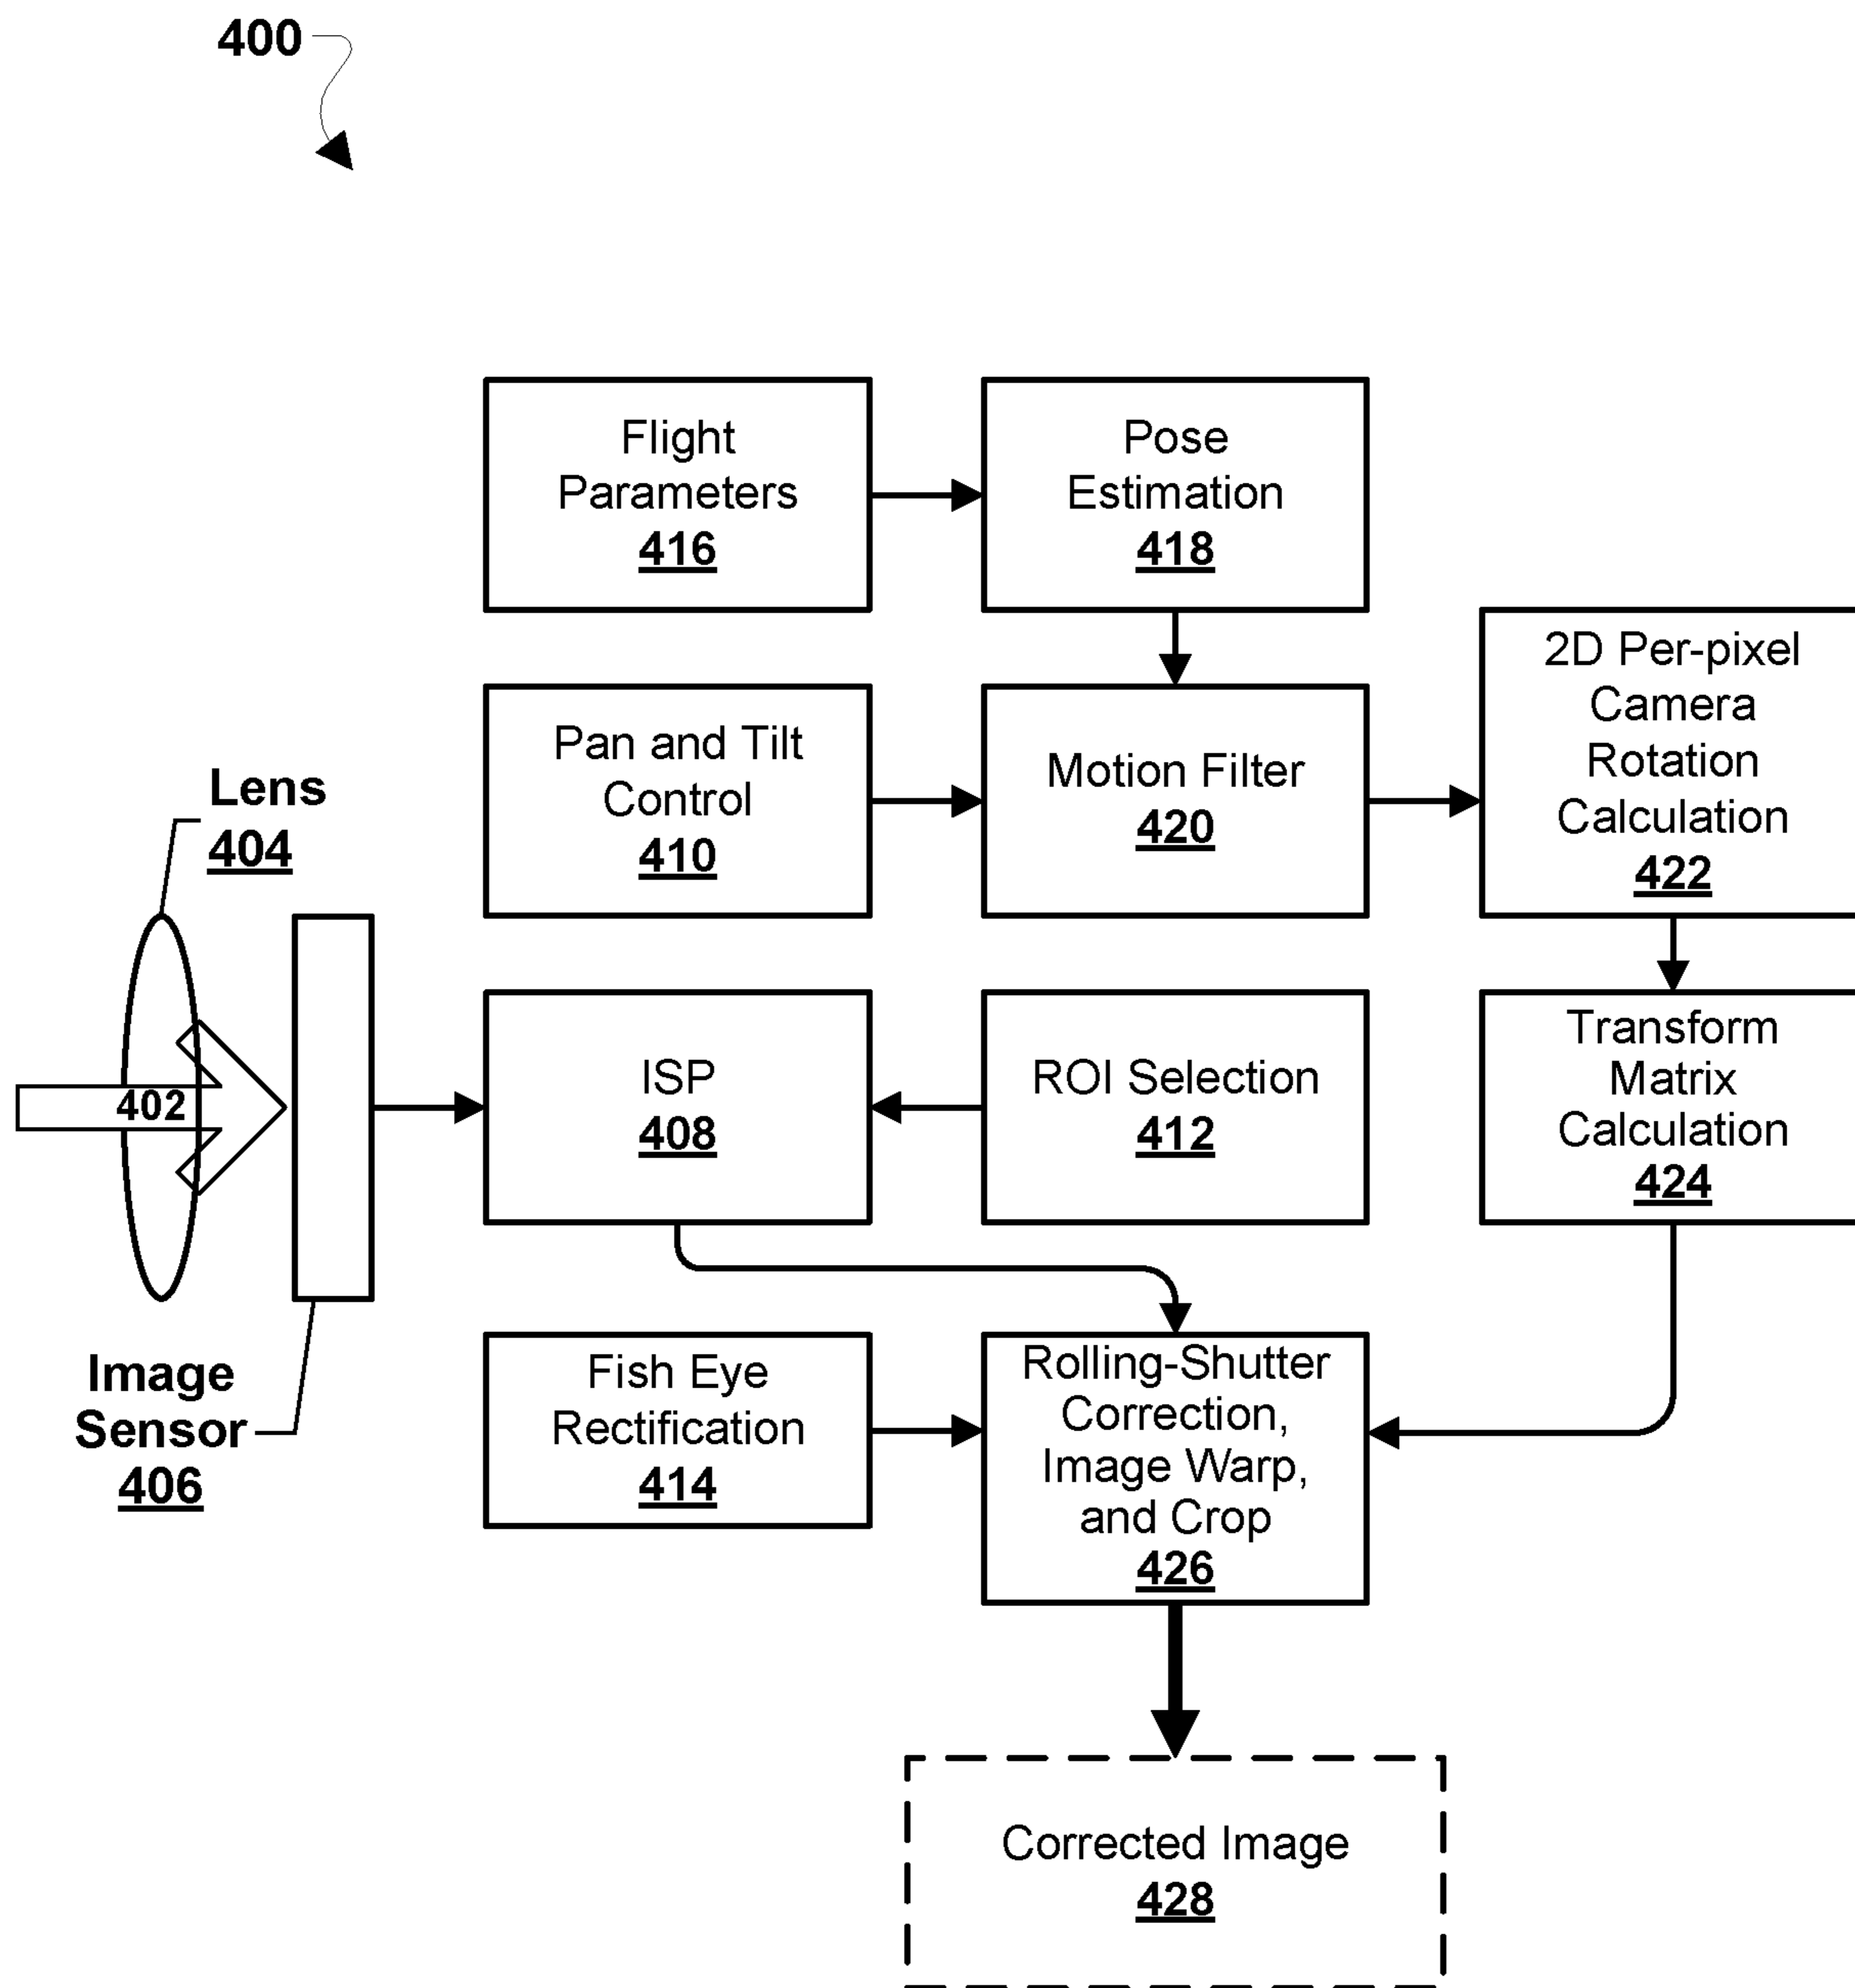 400
Flight
Parameters
416
Pose
Estimation
418
2D Per-pixel
Camera
Rotation
Calculation
422
Pan and Tilt
Control
410
Motion Filter
420
Lens
404
402
ISP
408
ROI Selection
412
Transform
Matrix
Calculation
424
Image
Sensor
406
Fish Eye
Rectification
414
Rolling-Shutter
Correction,
Image Warp,
and Crop
426
Corrected Image
428